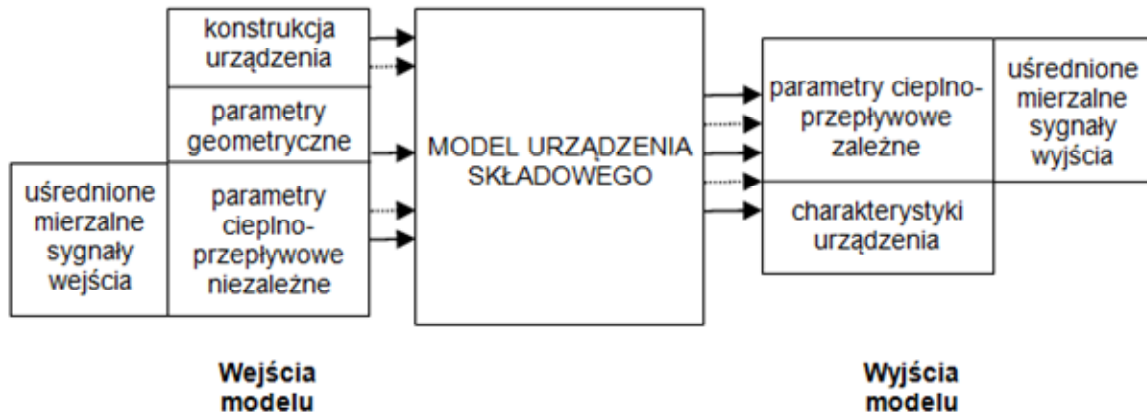 konstrukcja
urządzenia
parametry
geometryczne
uśrednione
mierzalne
sygnały
wejścia
parametry
cieplno-
przepływowe
niezależne
MODEL URZĄDZENIA
SKŁADOWEGO
parametry cieplno-
przepływowe
zależne
uśrednione
mierzalne
sygnały
wyjścia
charakterystyki
urządzenia
Wejścia
modelu
Wyjścia
modelu